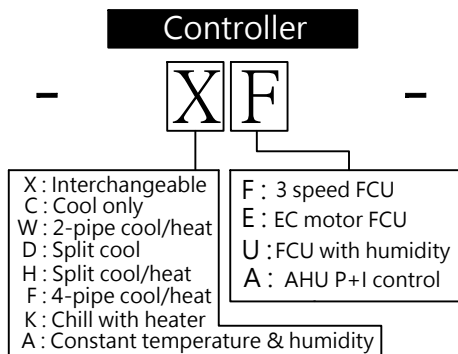 Controller
- XF -
X : Interchangeable
C : Cool only
W : 2-pipe cool/heat
D : Split cool
H : Split cool/heat
F : 4-pipe cool/heat
K : Chill with heater
A : Constant temperature & humidity
F : 3 speed FCU
E : EC motor FCU
U : FCU with humidity
A : AHU P+I control